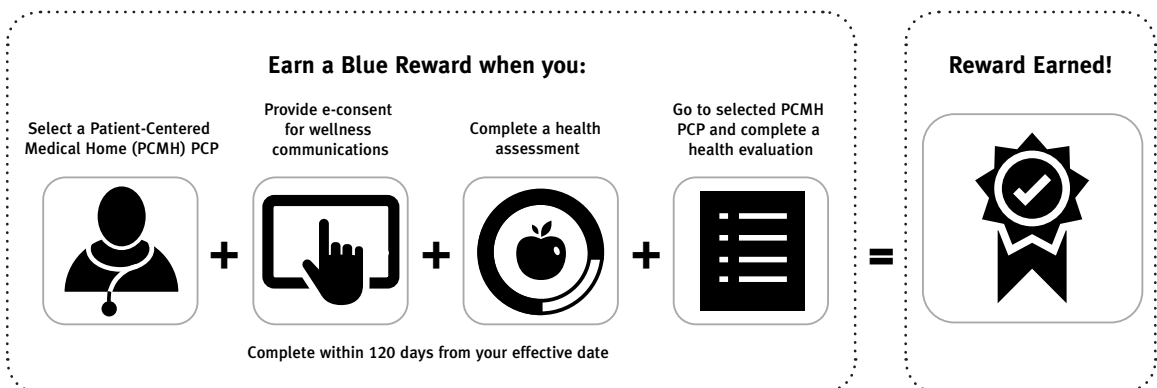 Earn a Blue Reward when you:
Select a Patient-Centered
Medical Home (PCMH) PCP
Provide e-consent
for wellness
communications
Complete a health
assessment
Go to selected PCMH
PCP and complete a
health evaluation
+
+
+
=
Complete within 120 days from your effective date
Reward Earned!